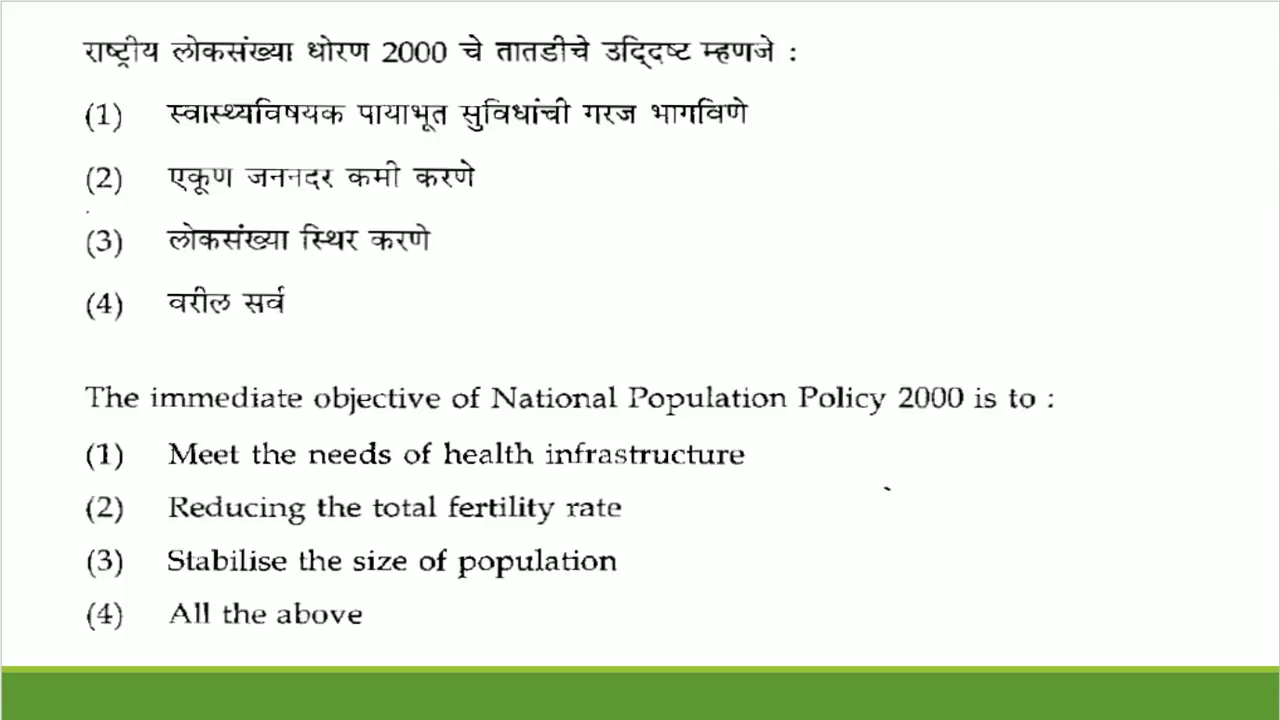 राष्ट्रीय लोकसंख्या धोरण 2000 चे तातडीचे उद्दिष्ट म्हणजे :
(1) स्वास्थ्यविषयक पायाभूत सुविधांची गरज भागविणे
(2) एकूण जननदर कमी करणे
(3) लोकसंख्या स्थिर करणे
(4) वरील सर्व
The immediate objective of National Population Policy 2000 is to :
(1) Meet the needs of health infrastructure
(2) Reducing the total fertility rate
(3) Stabilise the size of population
(4) All the above